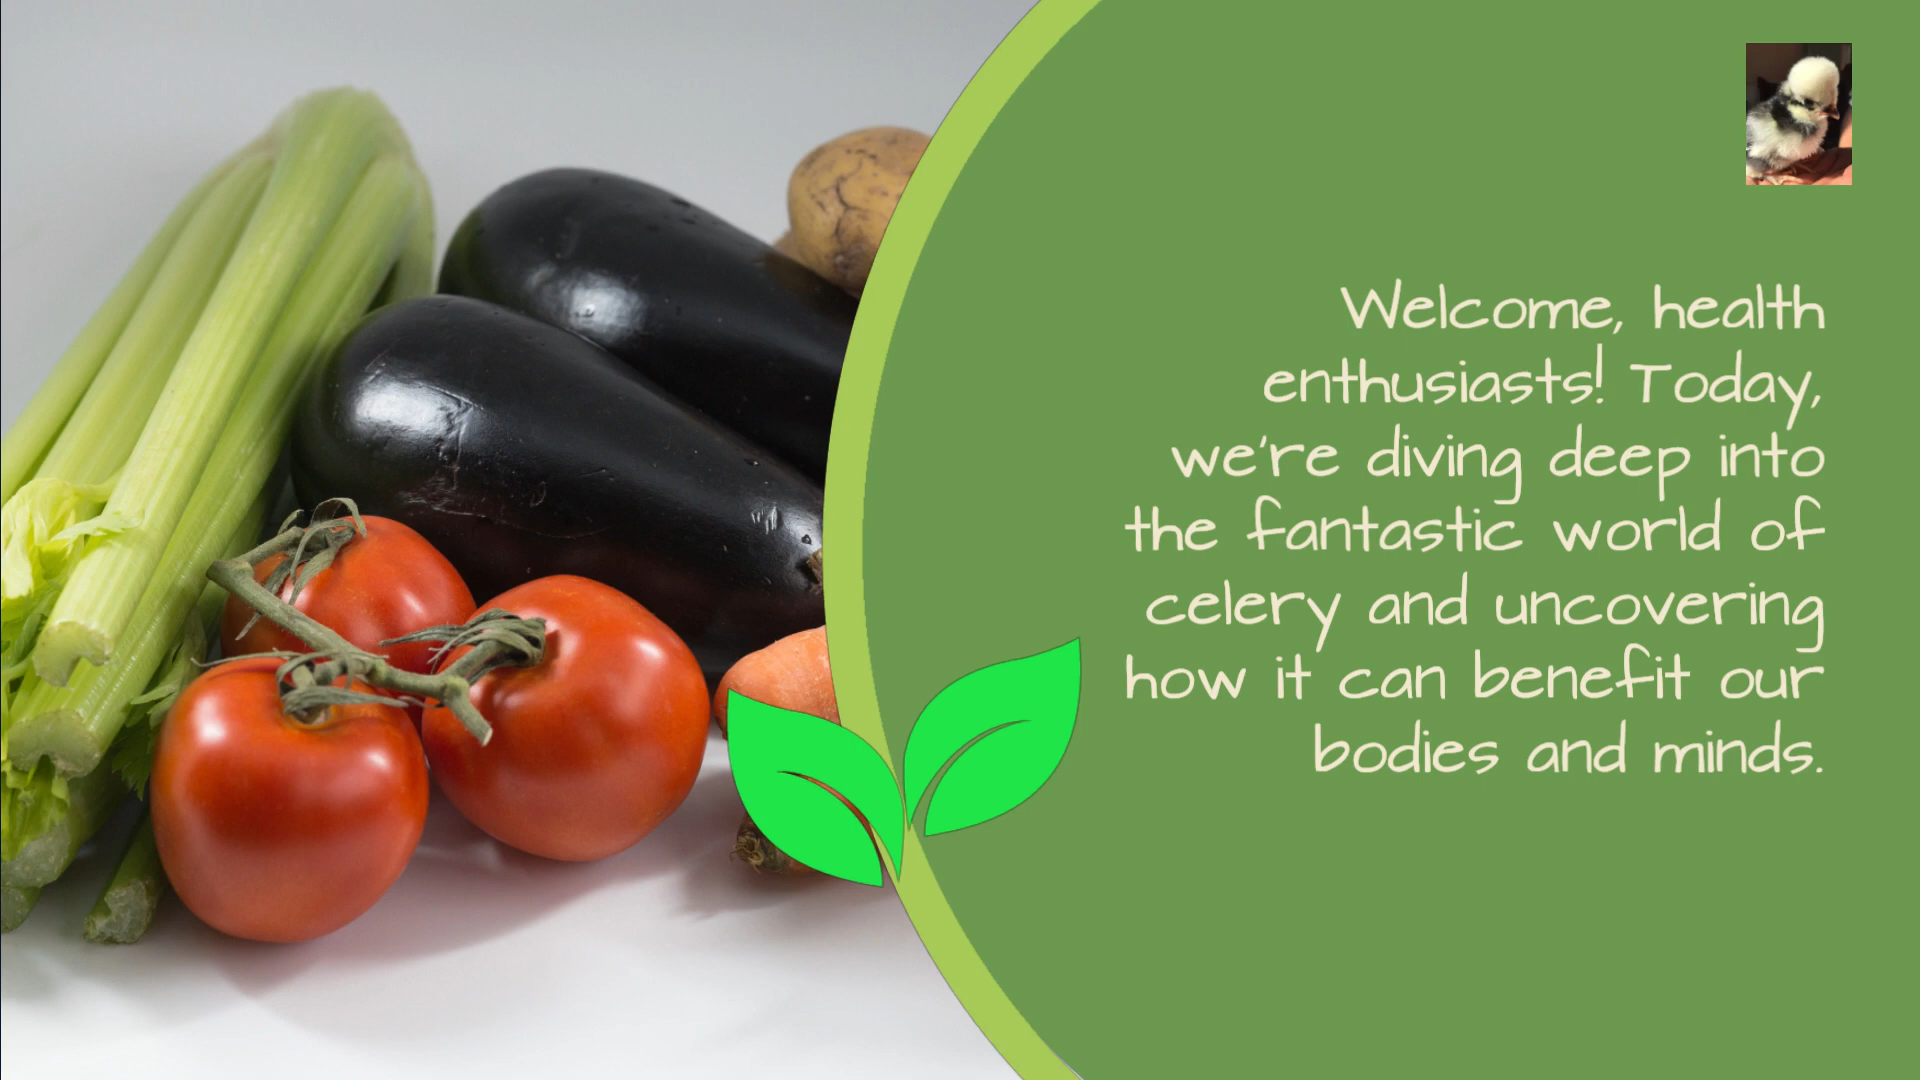 Welcome, health
enthusiasts! Today,
we're diving deep into
the fantastic world of
celery and uncovering
how it can benefit our
bodies and minds.